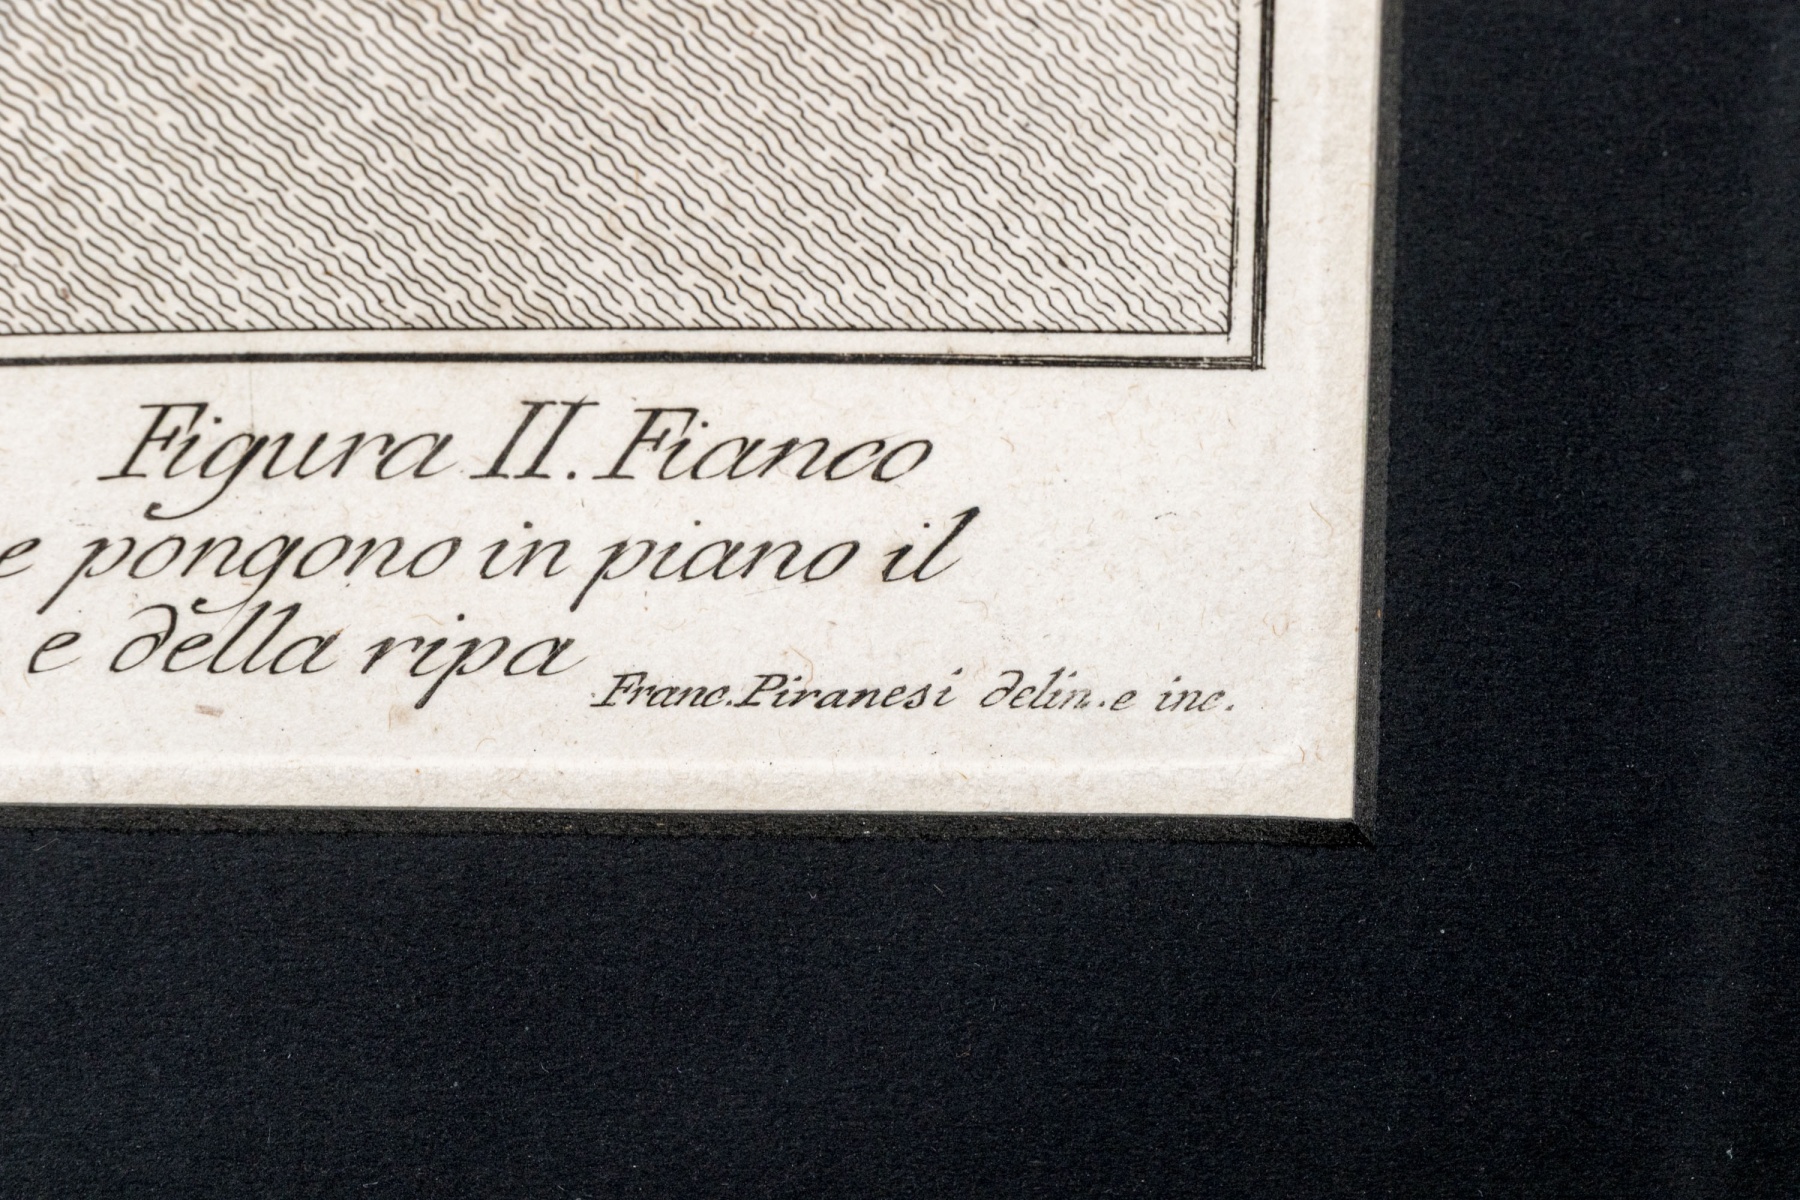 Figura II. Fianco
e pongono in piano il
e della ripa
Franc. Piranesi delin. e inc.